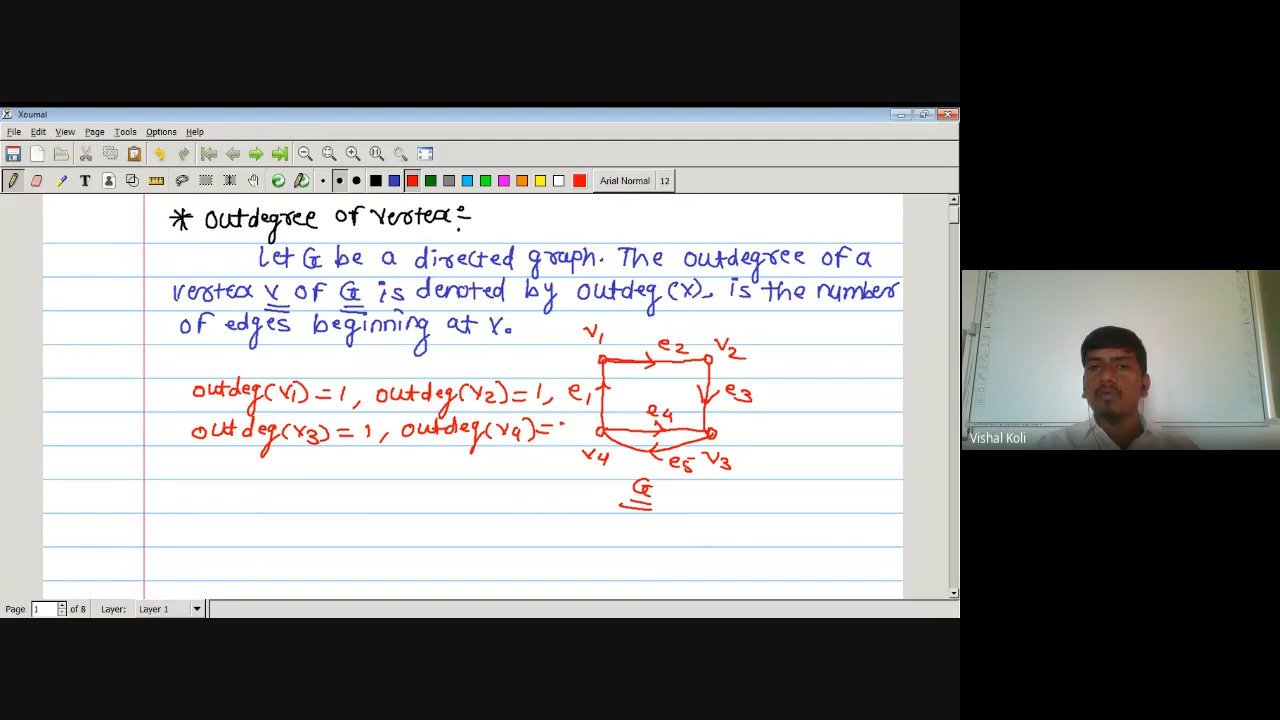 Xournal
File Edit View Page Tools Options Help
Arial Normal 12
* outdegree of vertex:
Let G be a directed graph. The outdegree of a
vertex v of G is denoted by outdeg(v). is the number
of edges beginning at v.
outdeg(v1) = 1, outdeg(v2) = 1,
outdeg(v3) = 1, outdeg(v4) =
v1 e2 v2
e1 e3
e4
v4 e5 v3
G
Page 1 of 8 Layer: Layer 1
Vishal Koli